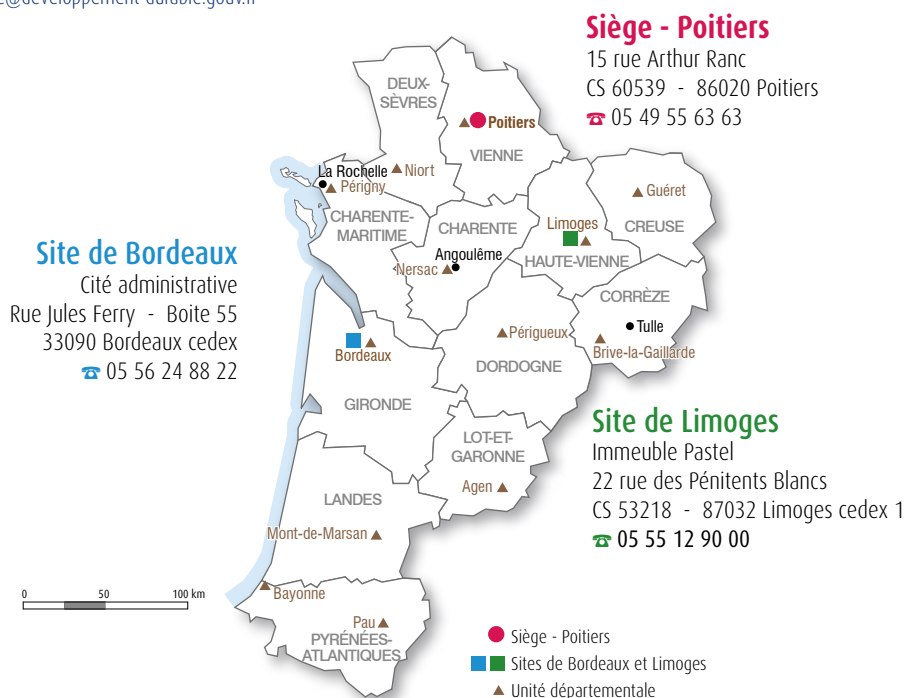 @developpement-durable.gouv.fr
Siège - Poitiers
15 rue Arthur Ranc
CS 60539 - 86020 Poitiers
☎ 05 49 55 63 63
DEUX-
SÈVRES
Poitiers
VIENNE
La Rochelle
Niort
Périgny
Guéret
CHARENTE-
MARITIME
CHARENTE
Limoges
CREUSE
Angoulême
HAUTE-VIENNE
Nersac
Site de Bordeaux
Cité administrative
Rue Jules Ferry - Boite 55
33090 Bordeaux cedex
☎ 05 56 24 88 22
CORRÈZE
Tulle
Périgueux
Brive-la-Gaillarde
Bordeaux
DORDOGNE
GIRONDE
Site de Limoges
Immeuble Pastel
22 rue des Pénitents Blancs
CS 53218 - 87032 Limoges cedex 1
☎ 05 55 12 90 00
LOT-ET-
GARONNE
Agen
LANDES
Mont-de-Marsan
0 50 100 km
Bayonne
Pau
PYRÉNÉES-
ATLANTIQUES
Siège - Poitiers
Sites de Bordeaux et Limoges
Unité départementale